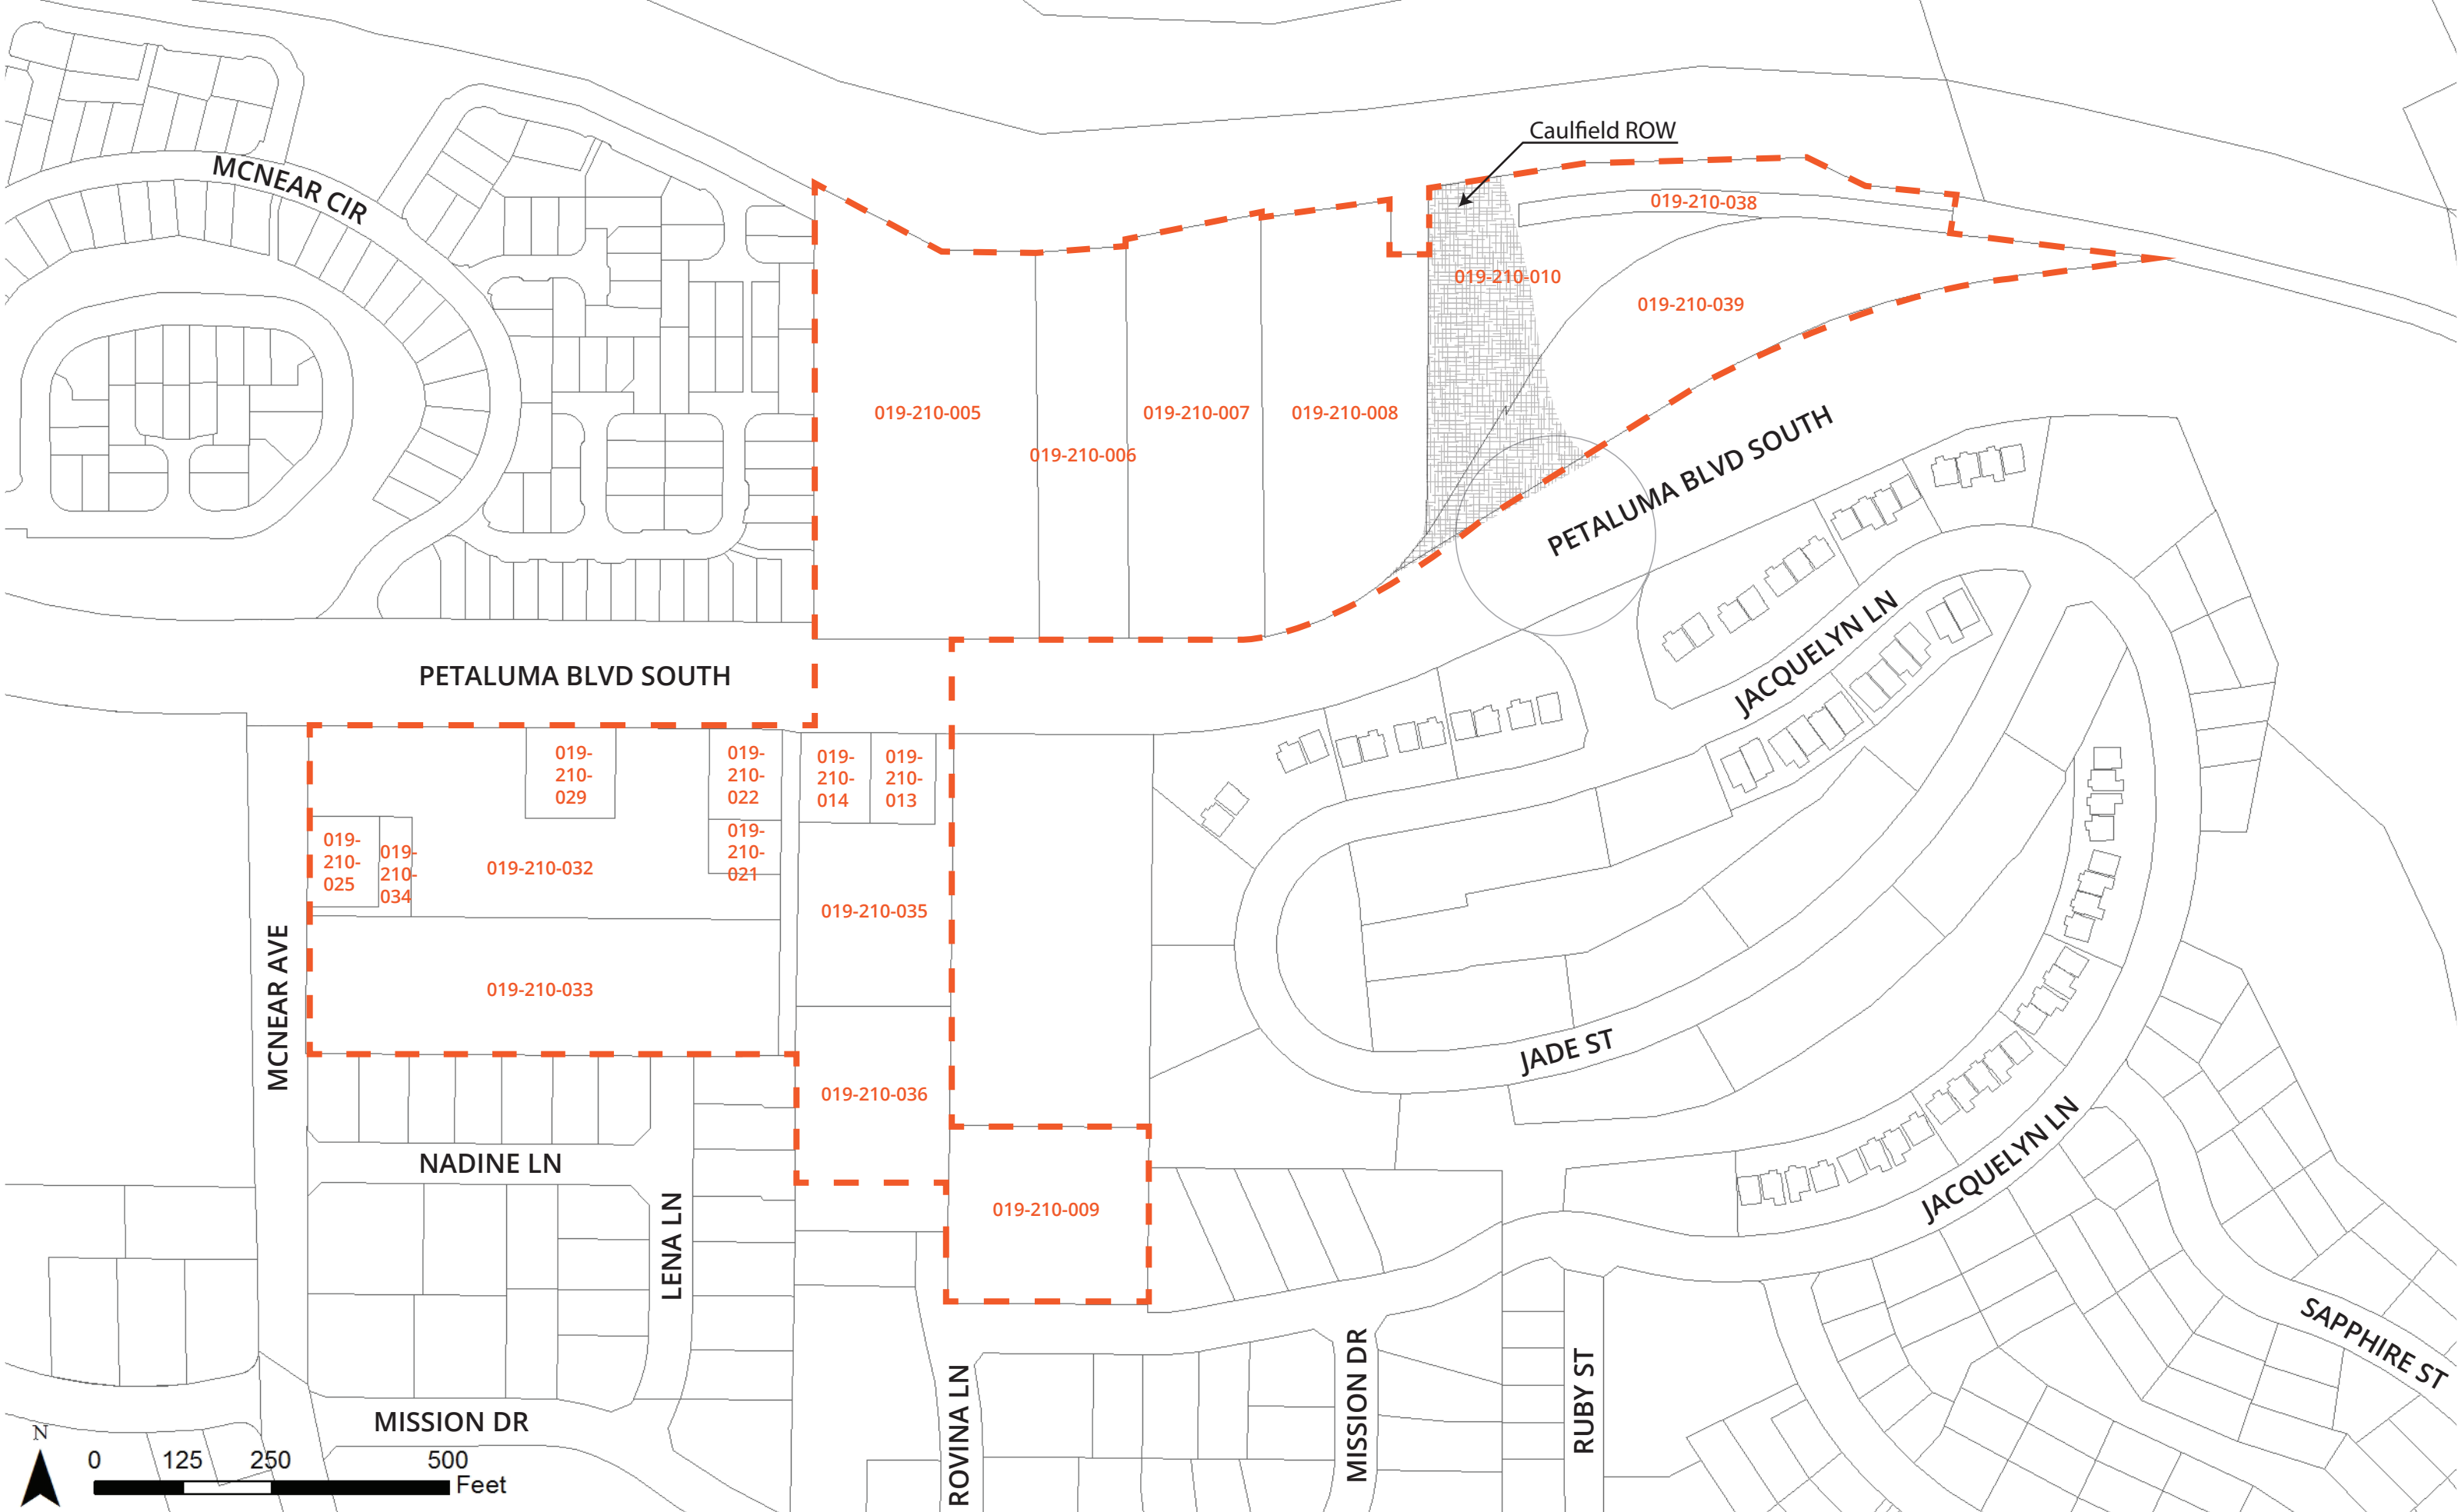 Caulfield ROW
MCNEAR CIR
019-210-038
019-210-010
019-210-039
019-210-005
019-210-006
019-210-007
019-210-008
PETALUMA BLVD SOUTH
JACQUELYN LN
PETALUMA BLVD SOUTH
019-
210-
029
019-
210-
022
019-
210-
014
019-
210-
013
019-
210-
021
019-
210-
025
019-
210-
034
019-210-032
019-210-035
MCNEAR AVE
019-210-033
JADE ST
019-210-036
JACQUELYN LN
NADINE LN
LENA LN
019-210-009
SAPPHIRE ST
MISSION DR
ROVINA LN
MISSION DR
RUBY ST
N
0 125 250 500
Feet